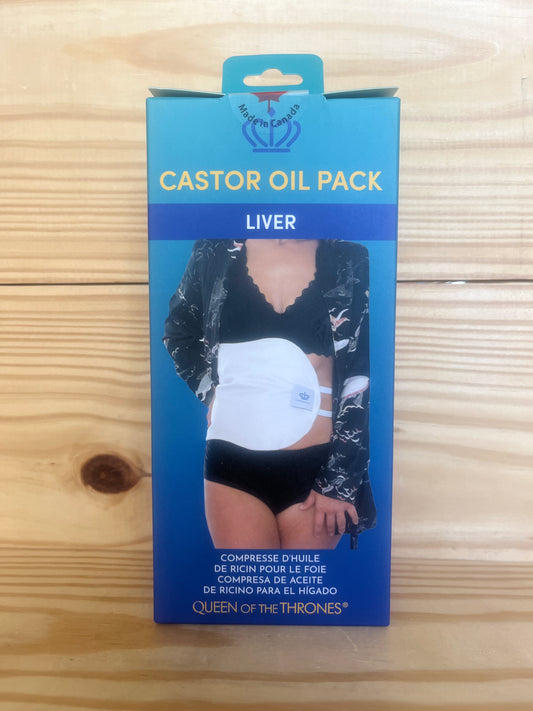 Made in Canada
CASTOR OIL PACK
LIVER
COMPRESSE D'HUILE
DE RICIN POUR LE FOIE
COMPRESA DE ACEITE
DE RICINO PARA EL HÍGADO
QUEEN OF THE THRONES®